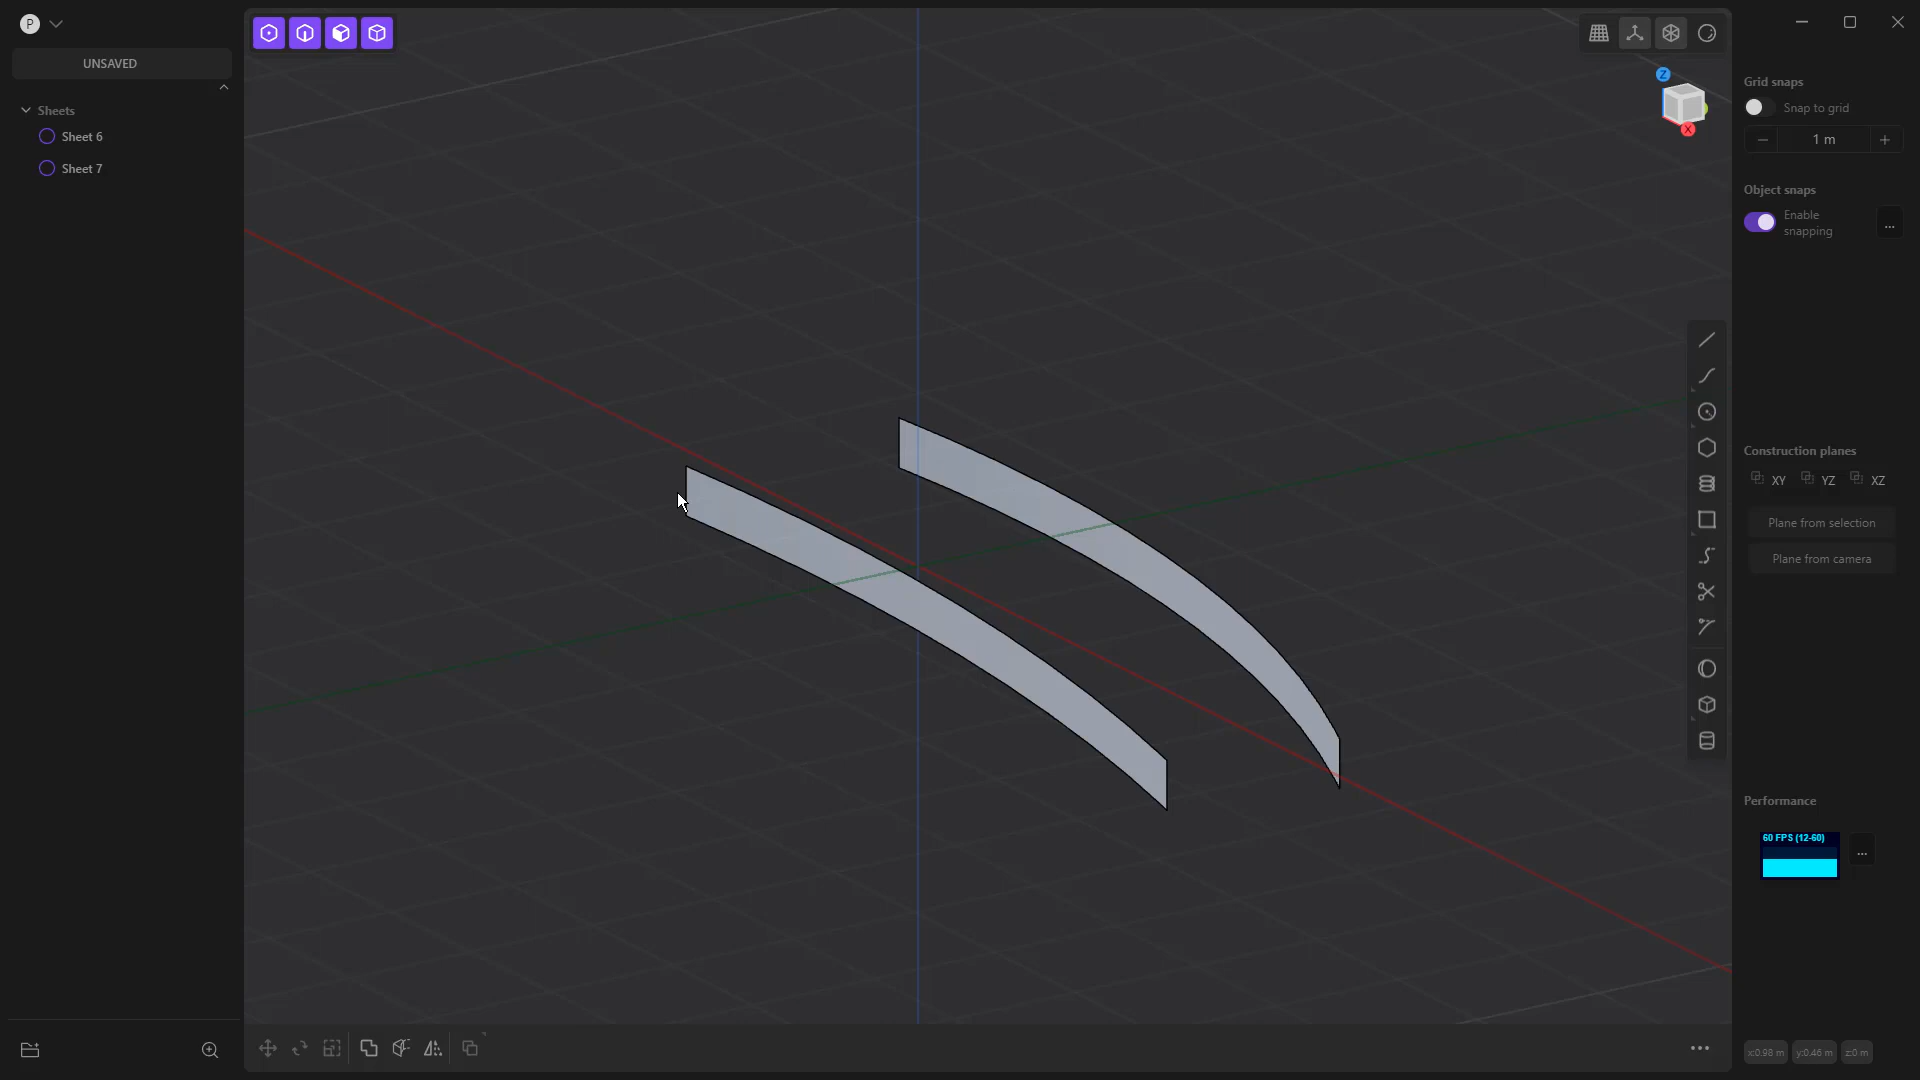 P
UNSAVED
Sheets
Sheet 6
Sheet 7
Z
X
Grid snaps
Snap to grid
1 m
Object snaps
Enable
snapping
...
Construction planes
XY
YZ
XZ
Plane from selection
Plane from camera
Performance
60 FPS (12-60)
...
x:0.98 m
y:0.46 m
z:0 m